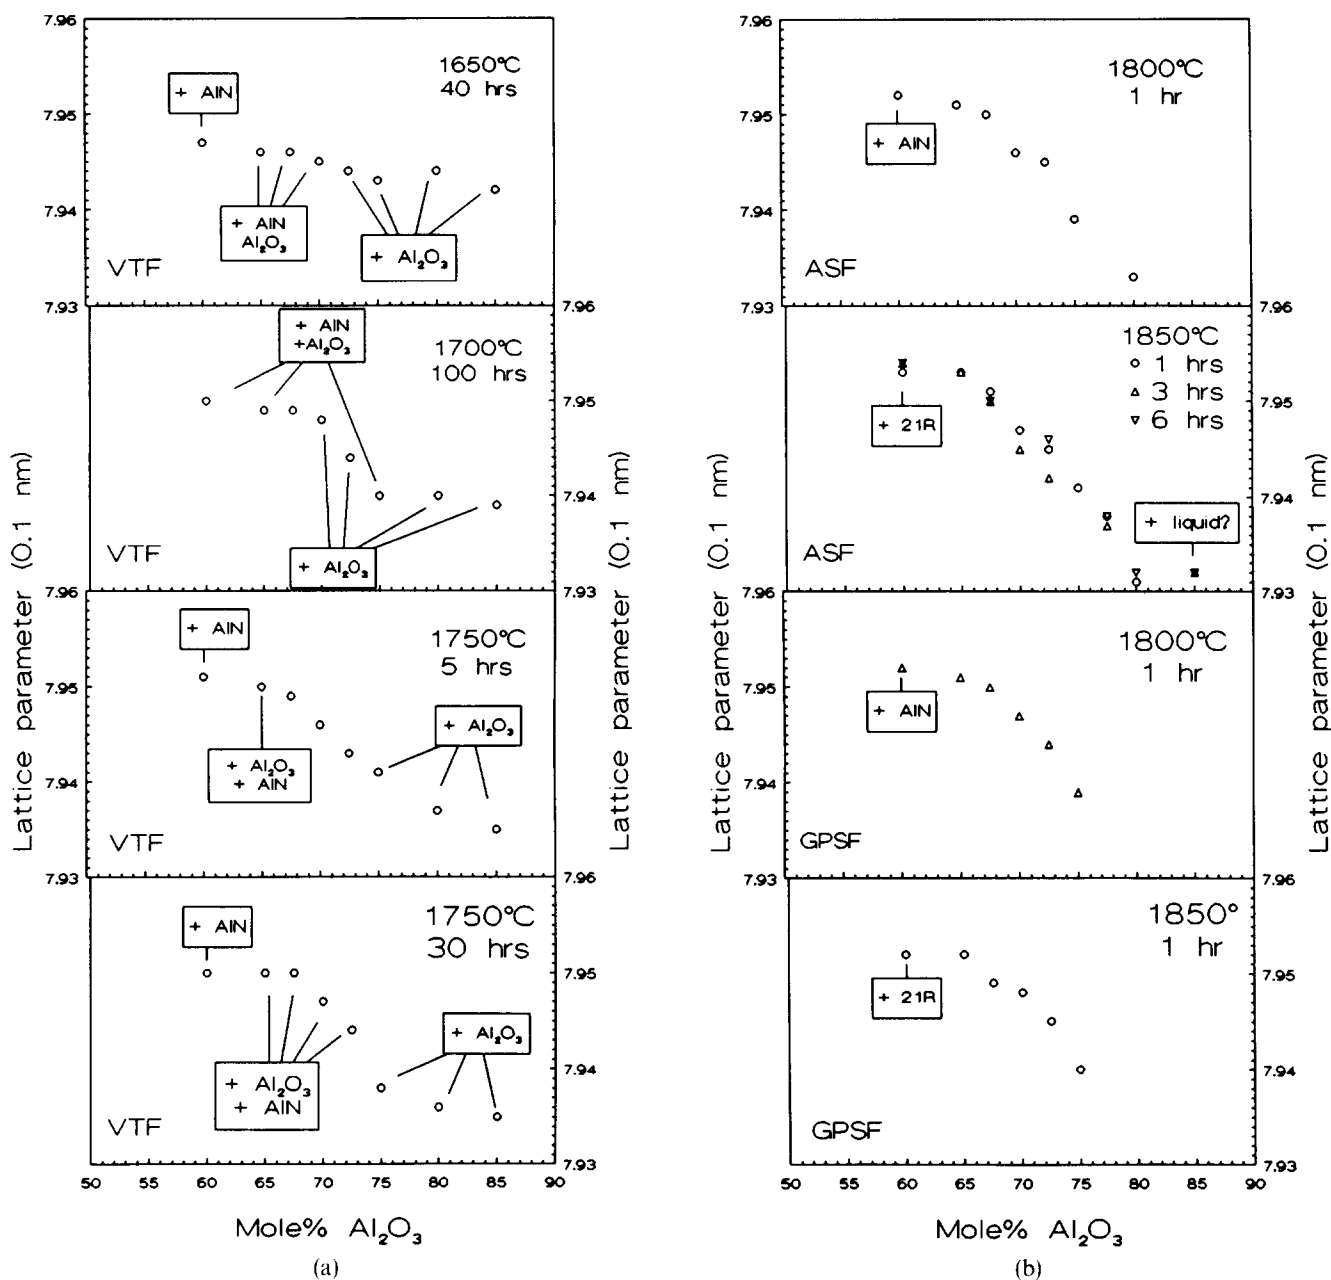 7.96
1650°C
40 hrs
+ AlN
7.95
7.94
+ AlN
Al₂O₃
+ Al₂O₃
VTF
7.93
7.96
+ AlN
+Al₂O₃
1700°C
100 hrs
7.95
7.94
VTF
+ Al₂O₃
7.96
7.93
+ AlN
1750°C
5 hrs
7.95
+ Al₂O₃
+ Al₂O₃
+ AlN
7.94
VTF
7.93
7.96
+ AlN
1750°C
30 hrs
7.95
+ Al₂O₃
7.94
+ Al₂O₃
+ AlN
VTF
7.93
50 55 60 65 70 75 80 85 90
Mole% Al₂O₃
(a)
Lattice parameter (0.1 nm)
Lattice parameter (0.1 nm)
7.96
1800°C
1 hr
7.95
+ AlN
7.94
ASF
7.93
7.96
1850°C
1 hrs
3 hrs
6 hrs
7.95
+ 21R
7.94
+ liquid?
ASF
7.96
7.93
1800°C
1 hr
7.95
+ AlN
7.94
GPSF
7.93
7.96
1850°
1 hr
7.95
+ 21R
7.94
GPSF
7.93
50 55 60 65 70 75 80 85 90
Mole% Al₂O₃
(b)
Lattice parameter (0.1 nm)
Lattice parameter (0.1 nm)